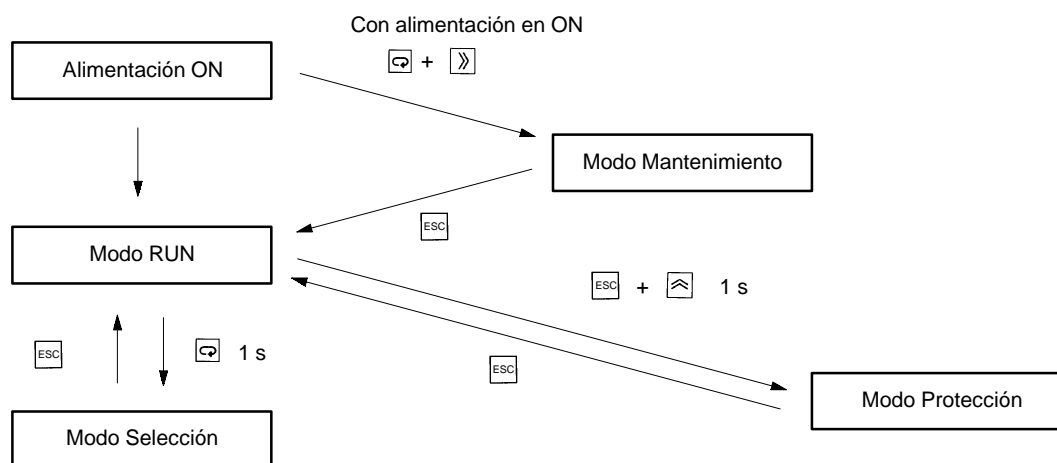 Con alimentación en ON
Alimentación ON
+
Modo Mantenimiento
ESC
Modo RUN
ESC + 1 s
ESC
1 s
ESC
Modo Protección
Modo Selección